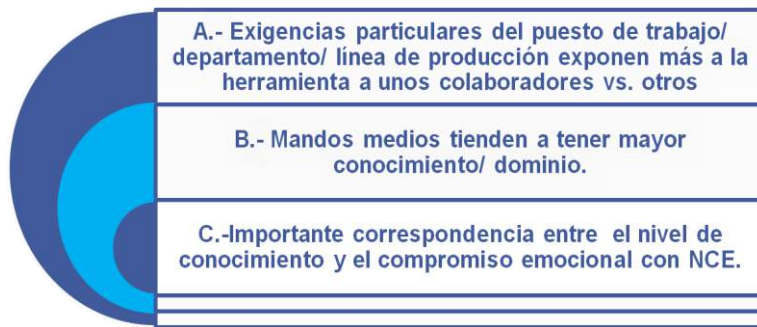 A.- Exigencias particulares del puesto de trabajo/
departamento/ línea de producción exponen más a la
herramienta a unos colaboradores vs. otros
B.- Mandos medios tienden a tener mayor
conocimiento/ dominio.
C.-Importante correspondencia entre el nivel de
conocimiento y el compromiso emocional con NCE.